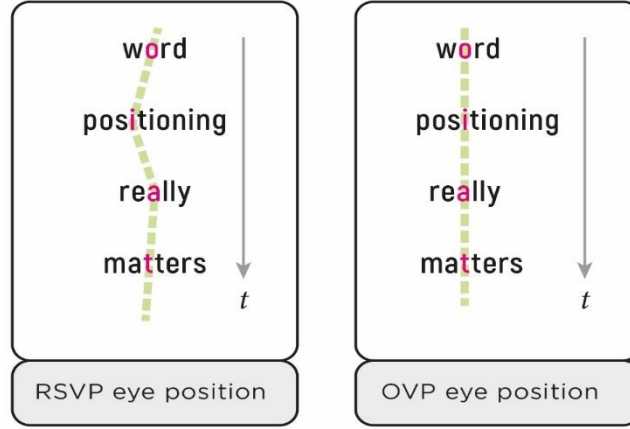 word
positioning
really
matters
t
RSVP eye position
word
positioning
really
matters
t
OVP eye position